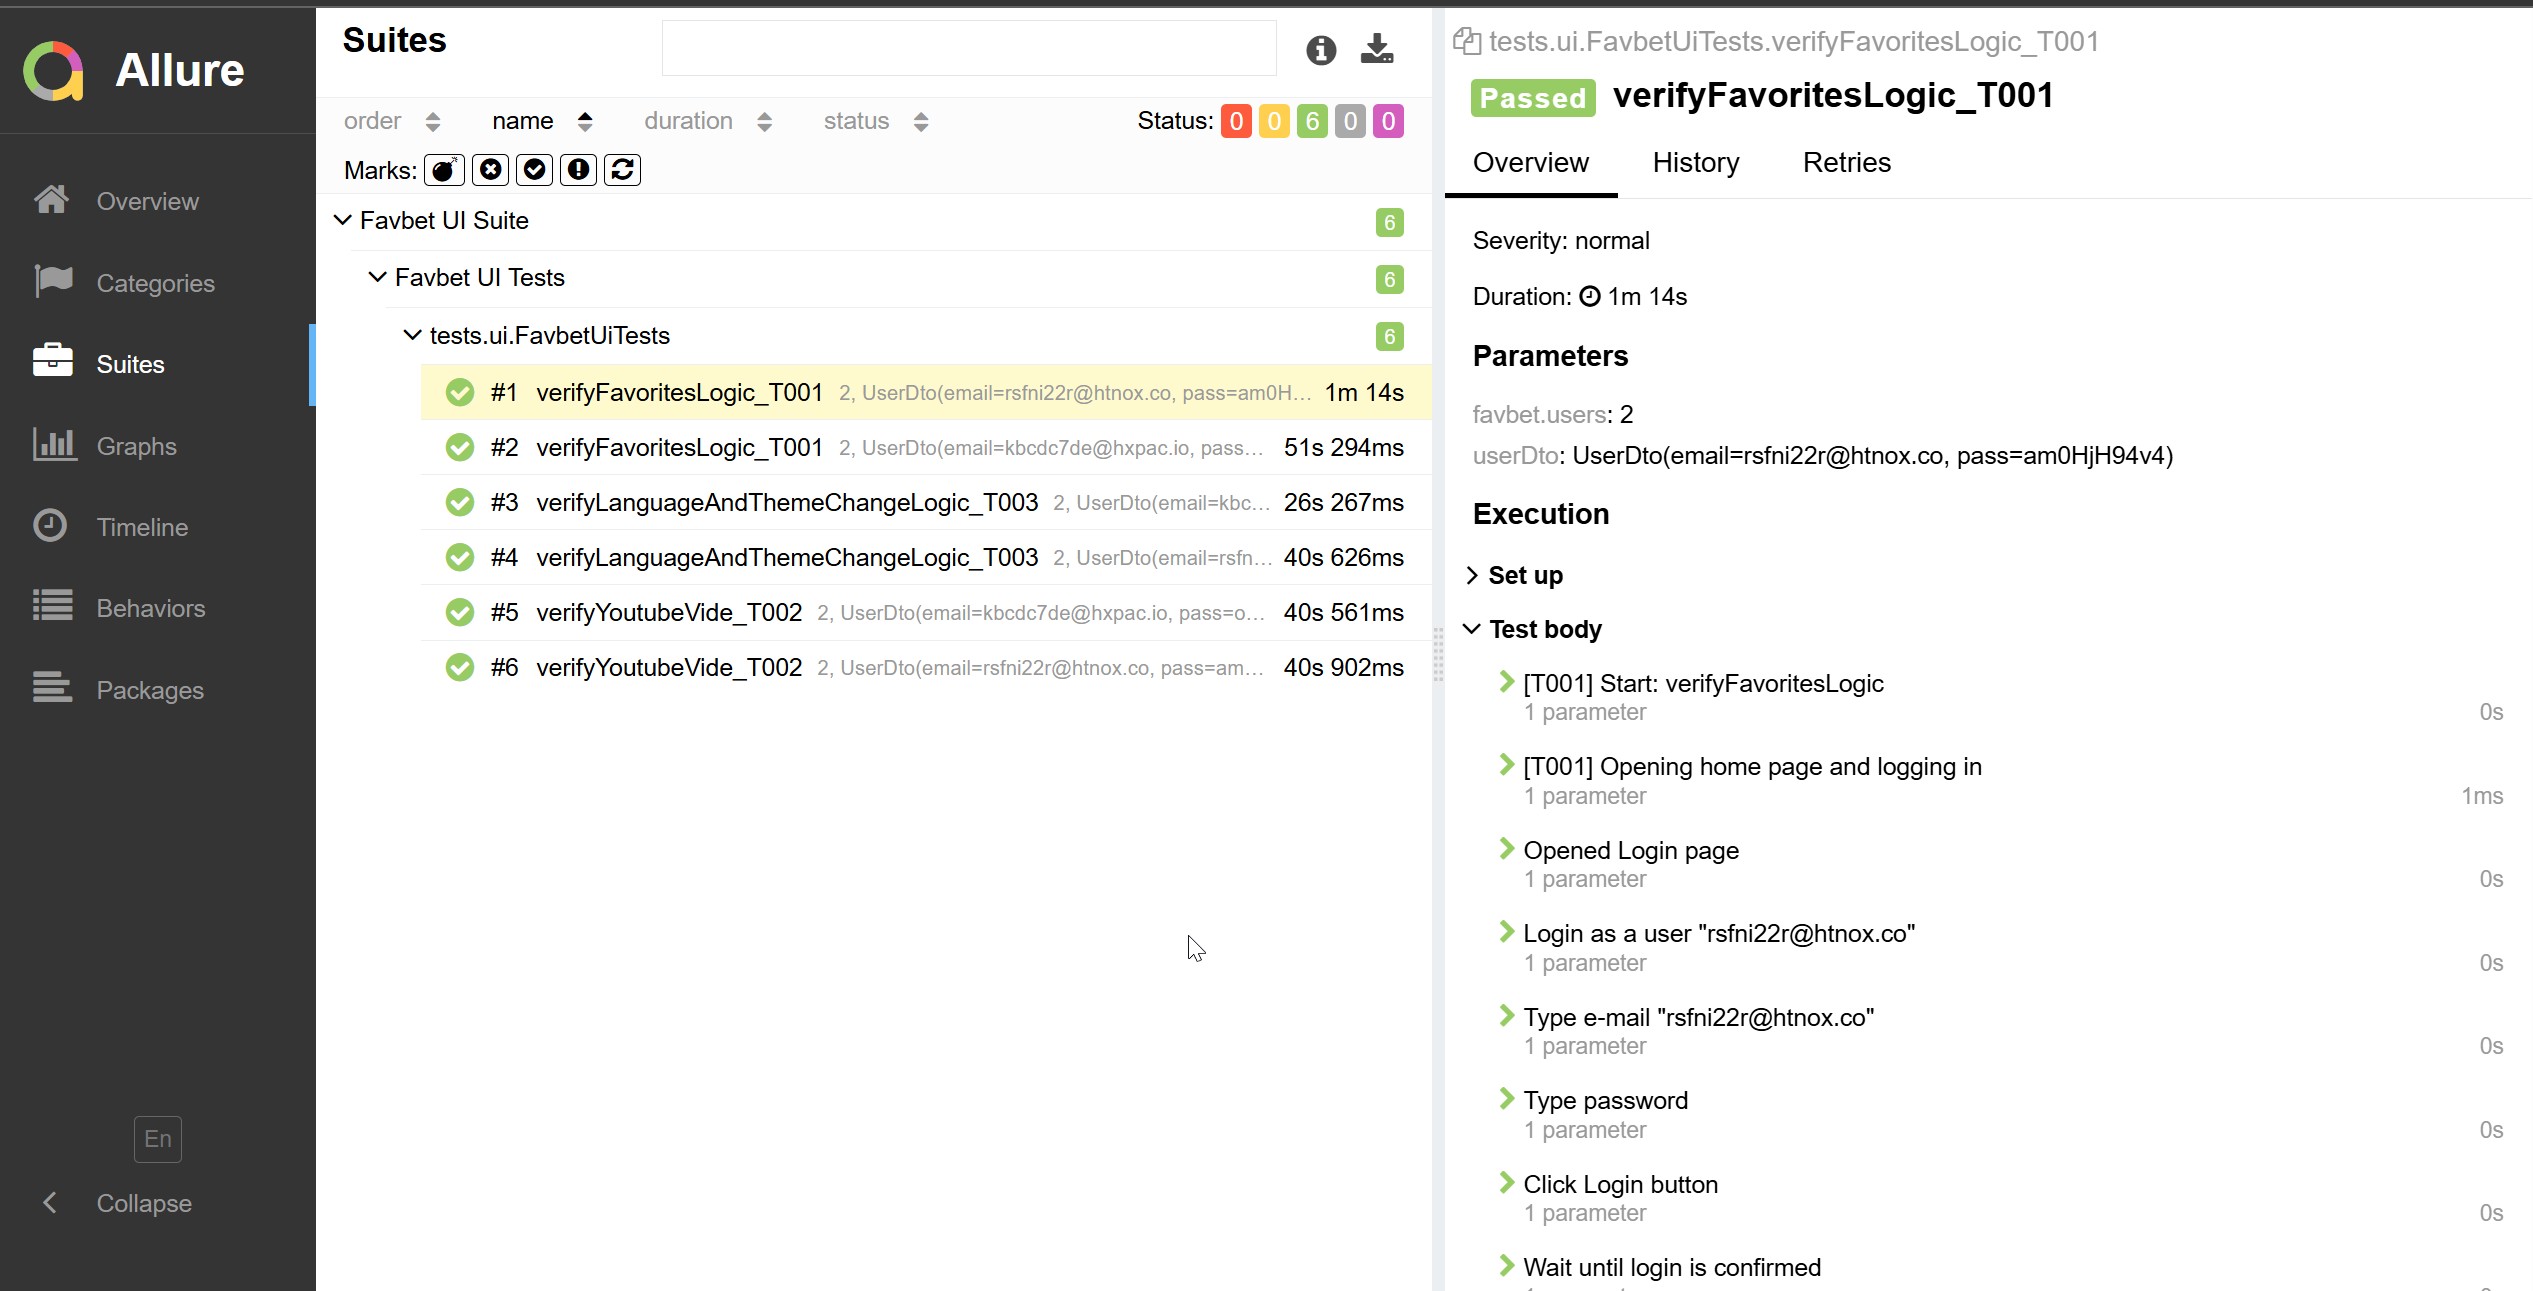 Allure
Overview
Categories
Suites
Graphs
Timeline
Behaviors
Packages
En
Collapse
Suites
order name duration status Status: 0 0 6 0 0
Marks:
Favbet UI Suite 6
Favbet UI Tests 6
tests.ui.FavbetUiTests 6
#1 verifyFavoritesLogic_T001 2, UserDto(email=rsfni22r@htnox.co, pass=am0H... 1m 14s
#2 verifyFavoritesLogic_T001 2, UserDto(email=kbcdc7de@hxpac.io, pass... 51s 294ms
#3 verifyLanguageAndThemeChangeLogic_T003 2, UserDto(email=kbc... 26s 267ms
#4 verifyLanguageAndThemeChangeLogic_T003 2, UserDto(email=rsfn... 40s 626ms
#5 verifyYoutubeVide_T002 2, UserDto(email=kbcdc7de@hxpac.io, pass=o... 40s 561ms
#6 verifyYoutubeVide_T002 2, UserDto(email=rsfni22r@htnox.co, pass=am... 40s 902ms
tests.ui.FavbetUiTests.verifyFavoritesLogic_T001
Passed verifyFavoritesLogic_T001
Overview History Retries
Severity: normal
Duration: 1m 14s
Parameters
favbet.users: 2
userDto: UserDto(email=rsfni22r@htnox.co, pass=am0HjH94v4)
Execution
Set up
Test body
[T001] Start: verifyFavoritesLogic
1 parameter 0s
[T001] Opening home page and logging in
1 parameter 1ms
Opened Login page
1 parameter 0s
Login as a user "rsfni22r@htnox.co"
1 parameter 0s
Type e-mail "rsfni22r@htnox.co"
1 parameter 0s
Type password
1 parameter 0s
Click Login button
1 parameter 0s
Wait until login is confirmed